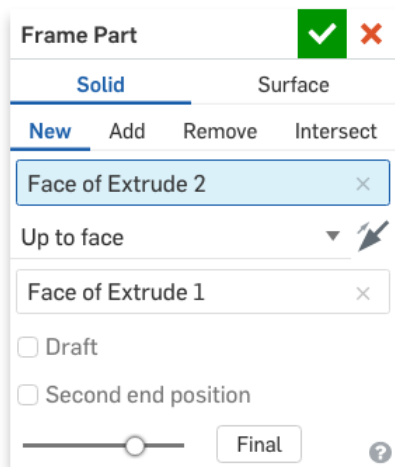 Frame Part
Solid Surface
New Add Remove Intersect
Face of Extrude 2
Up to face
Face of Extrude 1
Draft
Second end position
Final
?